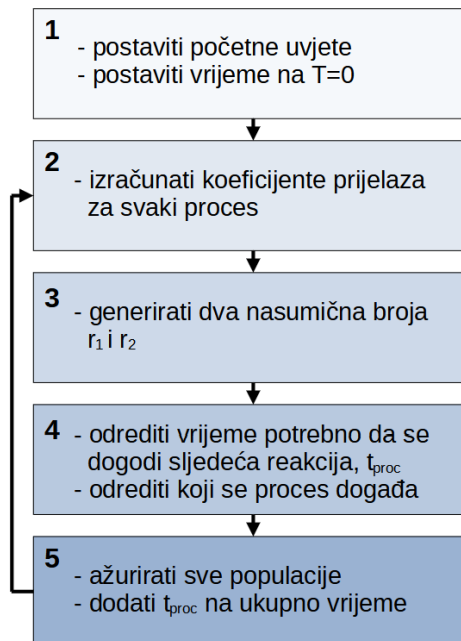 1
- postaviti početne uvjete
- postaviti vrijeme na T=0
2
- izračunati koeficijente prijelaza
za svaki proces
3
- generirati dva nasumična broja
r₁ i r₂
4
- odrediti vrijeme potrebno da se
dogodi sljedeća reakcija, tₚᵣₒc
- odrediti koji se proces događa
5
- ažurirati sve populacije
- dodati tₚᵣₒc na ukupno vrijeme